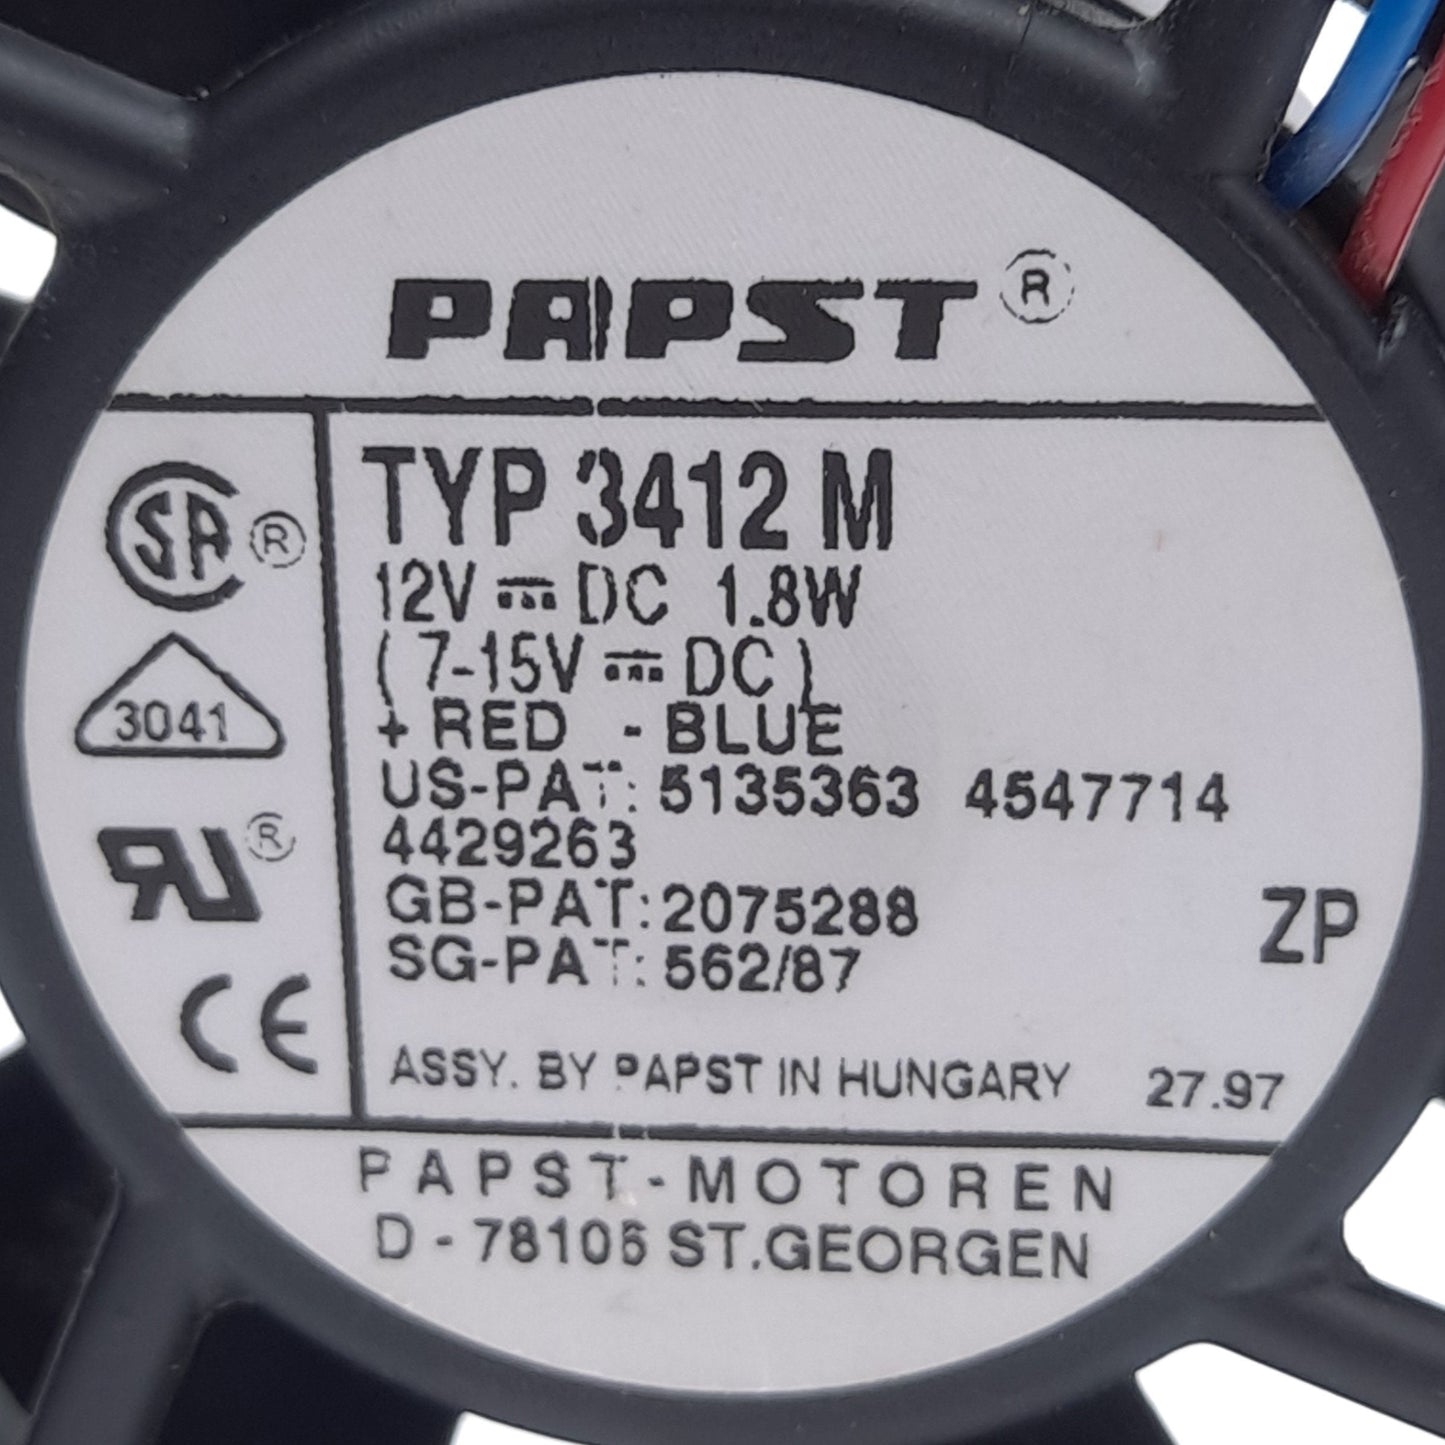 PAPST ®
SA ®
3041
RU ®
CE
TYP 3412 M
12V ⎓ DC 1.8W
( 7-15V ⎓ DC )
+ RED - BLUE
US-PAT: 5135363 4547714
4429263
GB-PAT: 2075288
SG-PAT: 562/87
ZP
ASSY. BY PAPST IN HUNGARY 27.97
PAPST-MOTOREN
D - 78106 ST.GEORGEN